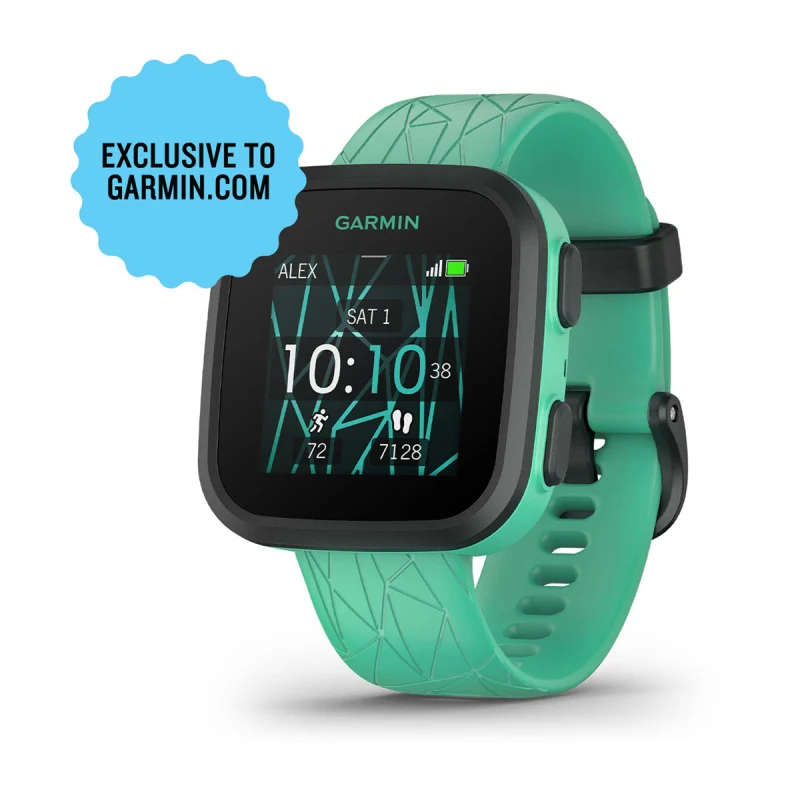 EXCLUSIVE TO
GARMIN.COM
GARMIN
ALEX
SAT 1
10:10 38
72 7128